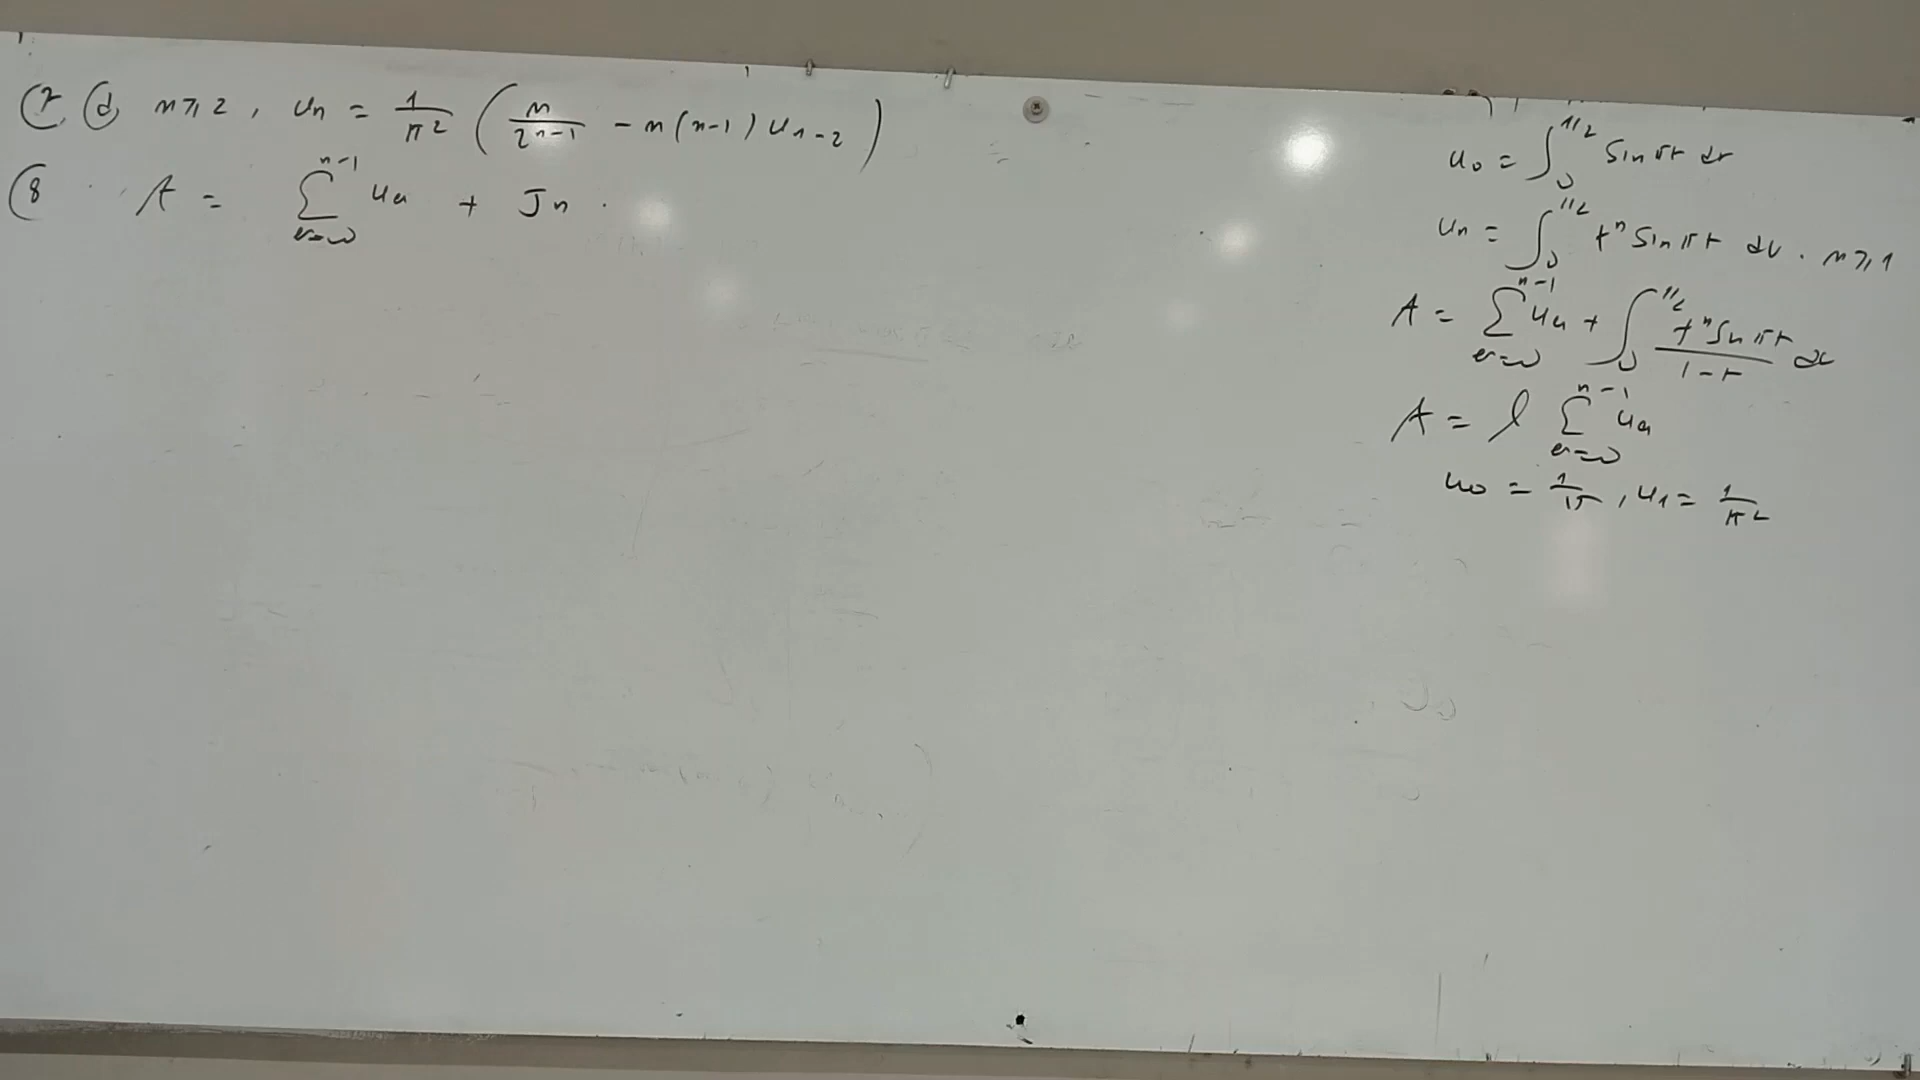 ⑦ ⓓ n ⩾ 2 , Un = 1/π² ( n/2ⁿ⁻¹ - n(n-1) Un-2 )
⑧ A = Σ_{k=0}^{n-1} uk + Jn .
u0 = ∫_0^{1/2} Sin πt dt
Un = ∫_0^{1/2} tⁿ Sin πt dt . n ⩾ 1
A = Σ_{k=0}^{n-1} uk + ∫_0^{1/2} tⁿ Sin πt / 1-t dt
A = l Σ_{k=0}^{n-1} uk
u0 = 1/π , u1 = 1/π²